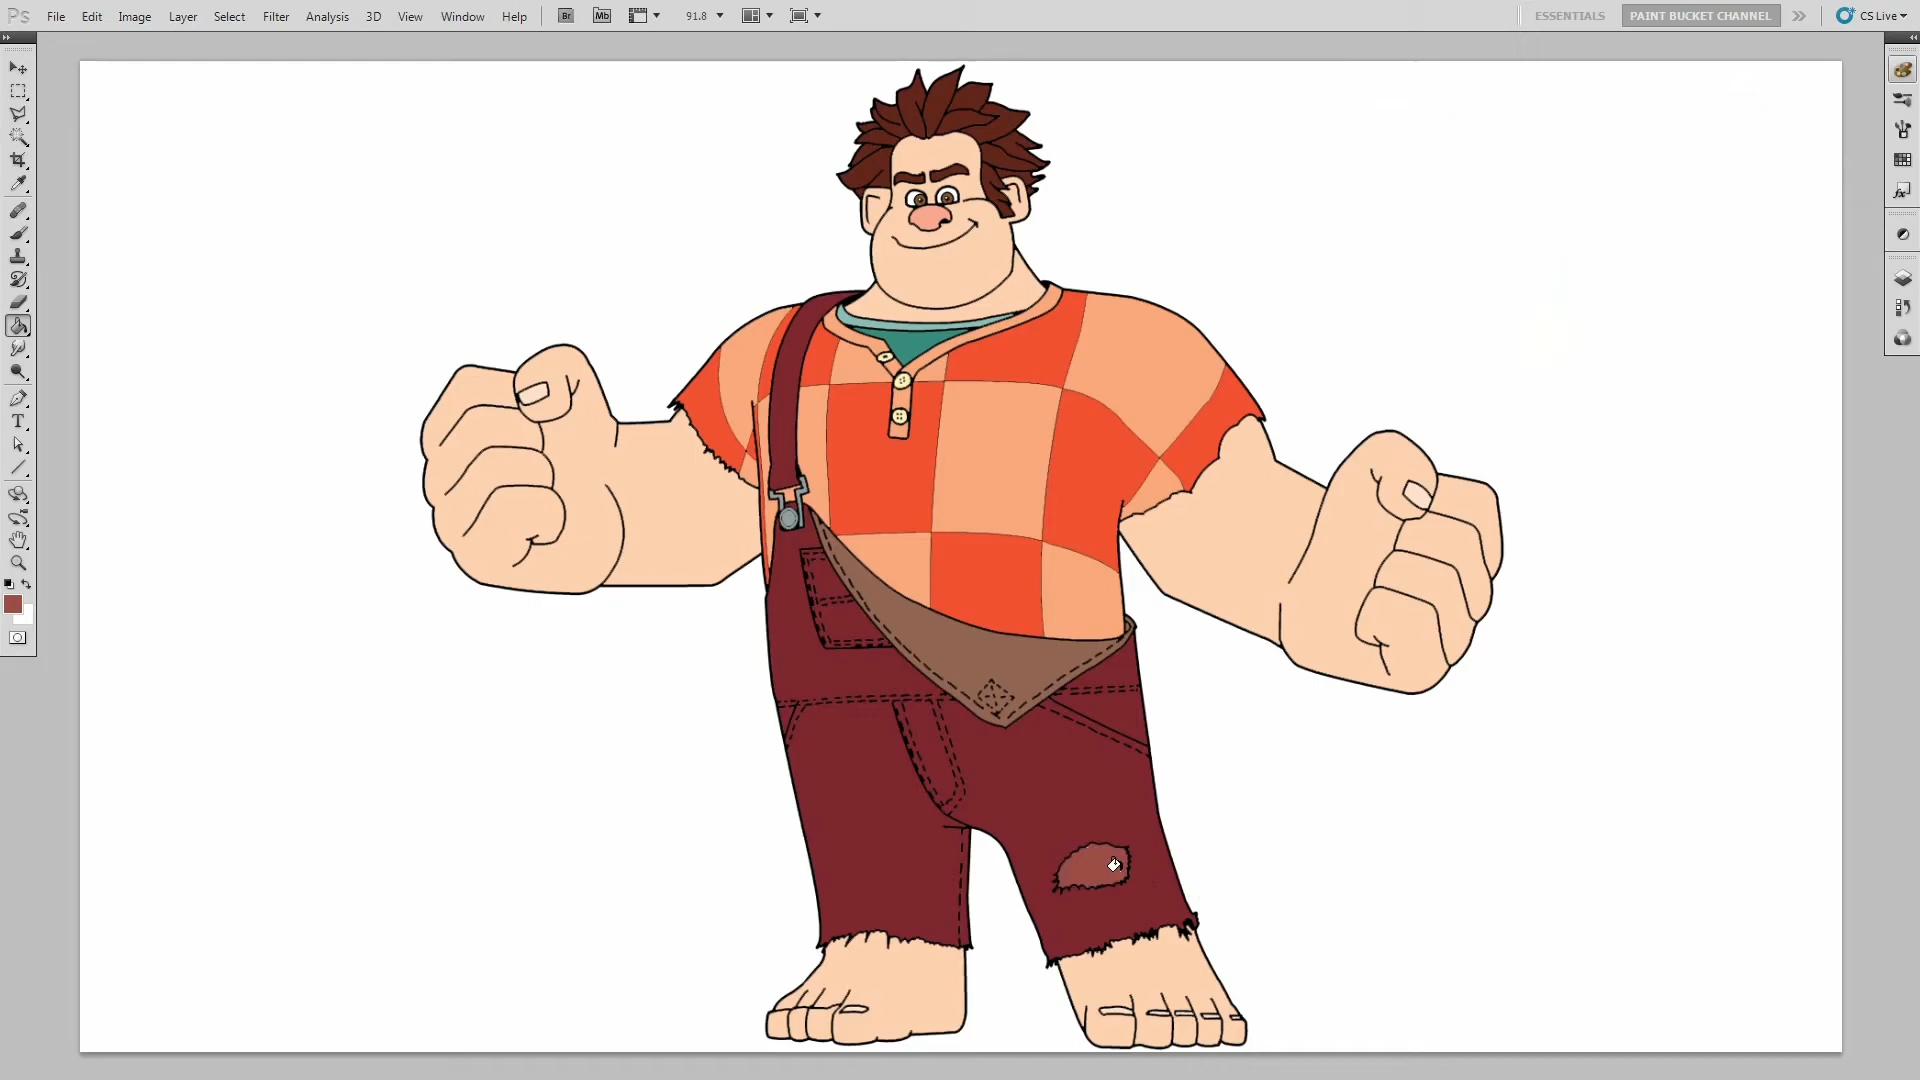 Ps File Edit Image Layer Select Filter Analysis 3D View Window Help Br Mb 91.8 ESSENTIALS PAINT BUCKET CHANNEL CS Live
T
fx